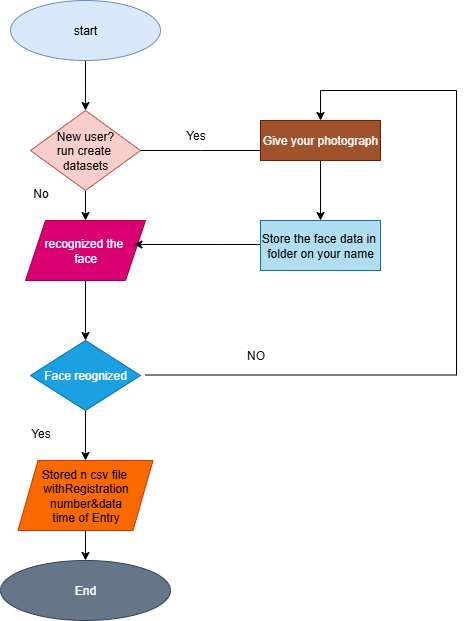 start
New user?
run create
datasets
Yes
Give your photograph
No
recognized the
face
Store the face data in
folder on your name
NO
Face reognized
Yes
Stored n csv file
withRegistration
number&data
time of Entry
End